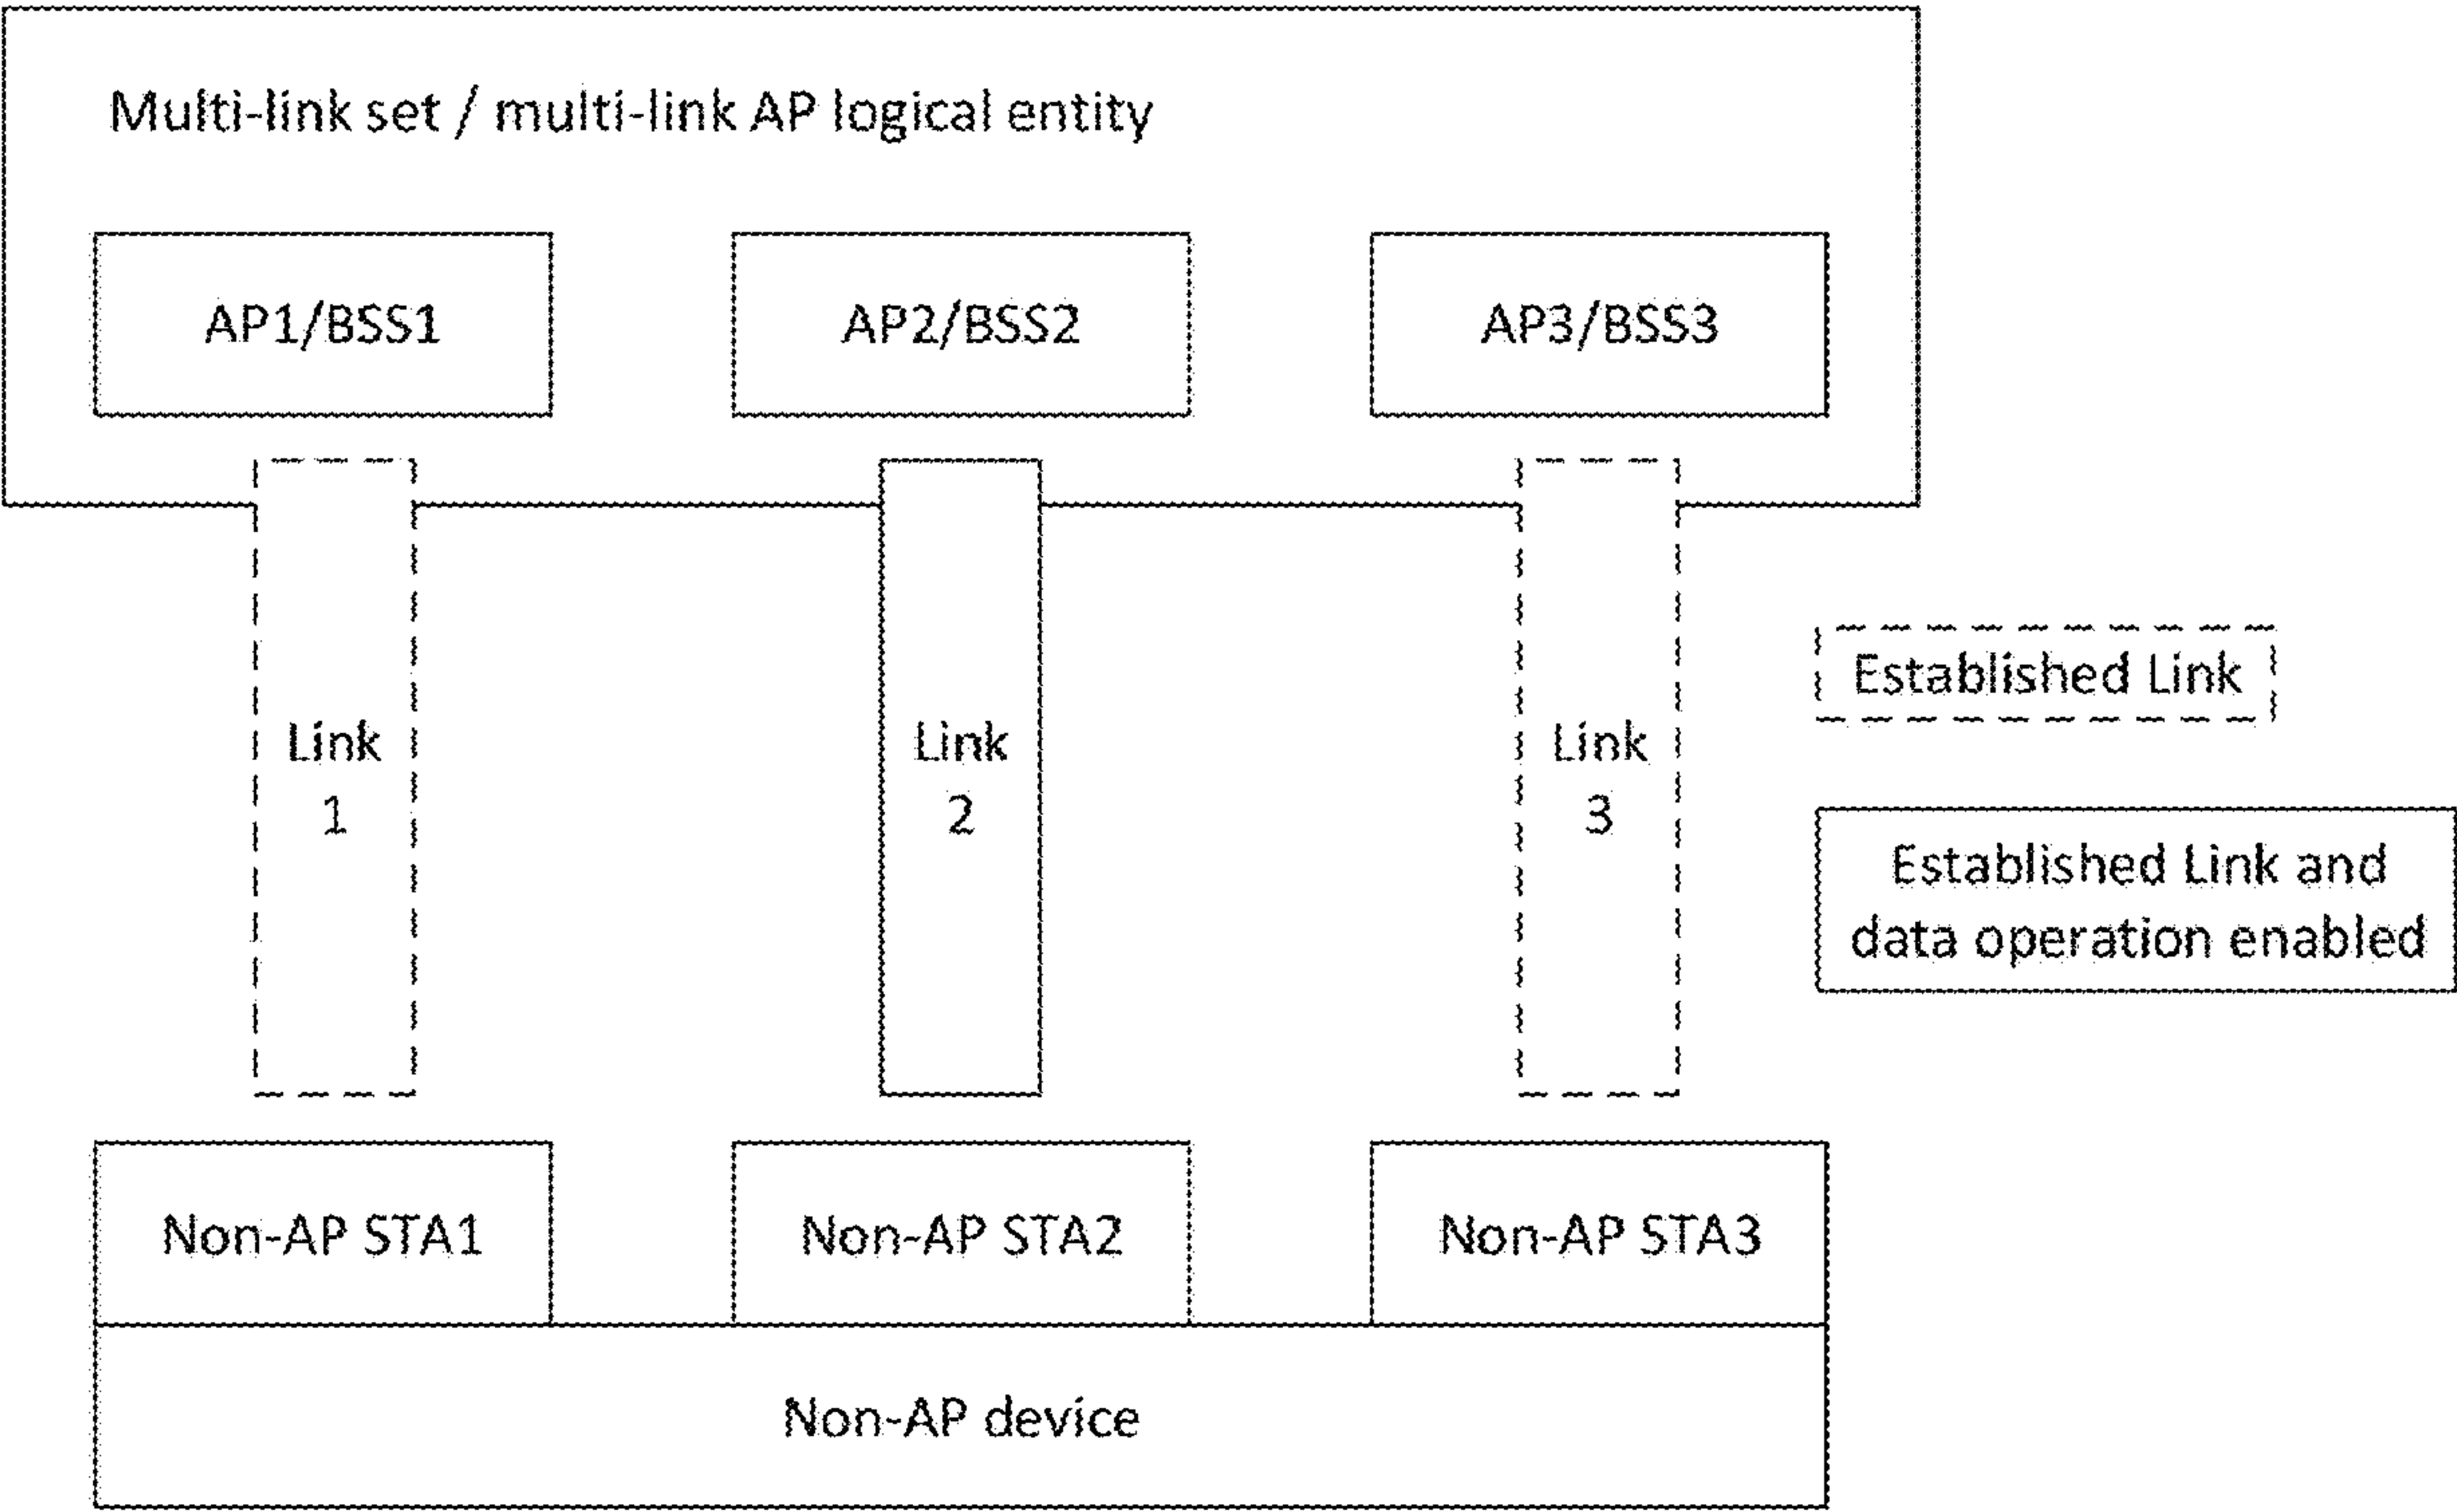 Multi-link set / multi-link AP logical entity
AP1/BSS1
AP2/BSS2
AP3/BSS3
Link
1
Link
2
Link
3
Established Link
Established Link and
data operation enabled
Non-AP STA1
Non-AP STA2
Non-AP STA3
Non-AP device